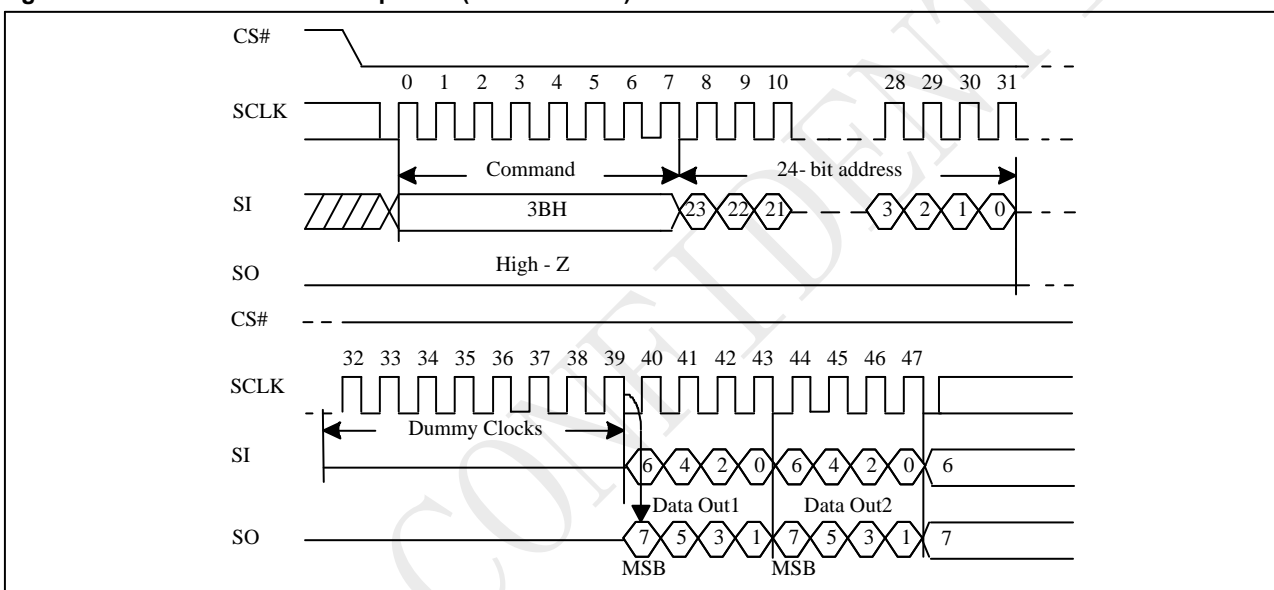 CS#
0 1 2 3 4 5 6 7 8 9 10 28 29 30 31
SCLK
Command 24- bit address
SI 3BH 23 22 21 3 2 1 0
High - Z
SO
CS#
32 33 34 35 36 37 38 39 40 41 42 43 44 45 46 47
SCLK
Dummy Clocks
SI 6 4 2 0 6 4 2 0 6
Data Out1 Data Out2
SO 7 5 3 1 7 5 3 1 7
MSB MSB